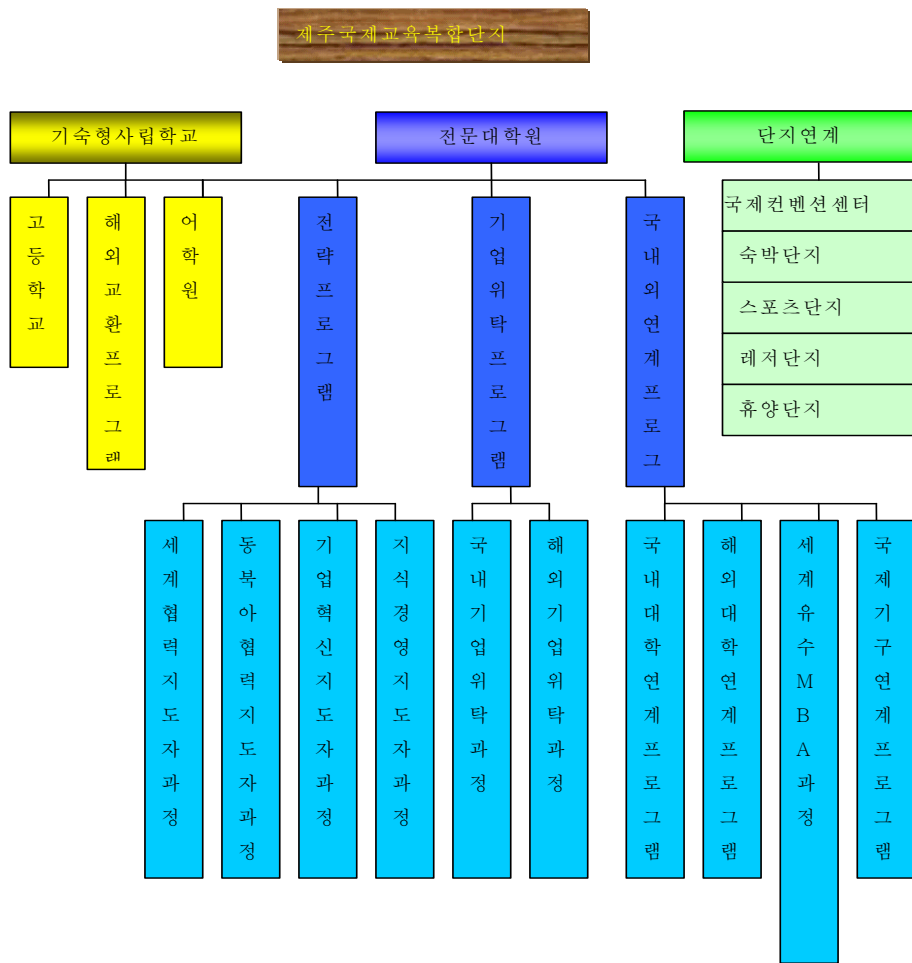 제주국제교육복합단지
기숙형사립학교
전문대학원
단지연계
고등학교
해외교환프로그램
어학원
전략프로그램
기업위탁프로그램
국내외연계프로그
국제컨벤션센터
숙박단지
스포츠단지
레저단지
휴양단지
세계협력지도자과정
동북아협력지도자과정
기업혁신지도자과정
지식경영지도자과정
국내기업위탁과정
해외기업위탁과정
국내대학연계프로그램
해외대학연계프로그램
세계유수MBA과정
국제기구연계프로그램